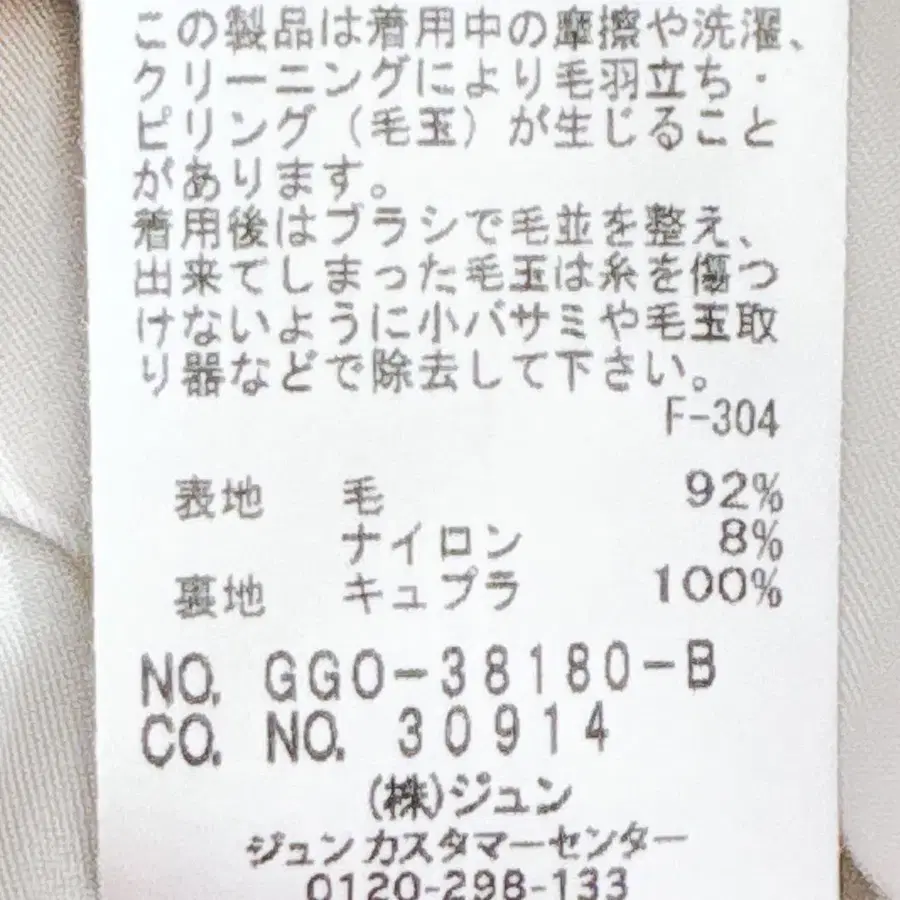 この製品は着用中の摩擦や洗濯、
クリーニングにより毛羽立ち・
ピリング（毛玉）が生じること
があります。
着用後はブラシで毛並を整え、
出来てしまった毛玉は糸を傷つ
けないように小バサミや毛玉取
り器などで除去して下さい。
F-304
表地 毛 92%
ナイロン 8%
裏地 キュプラ 100%
NO. GGO-38180-B
CO. NO. 30914
(株)ジュン
ジュンカスタマーセンター
0120-298-133